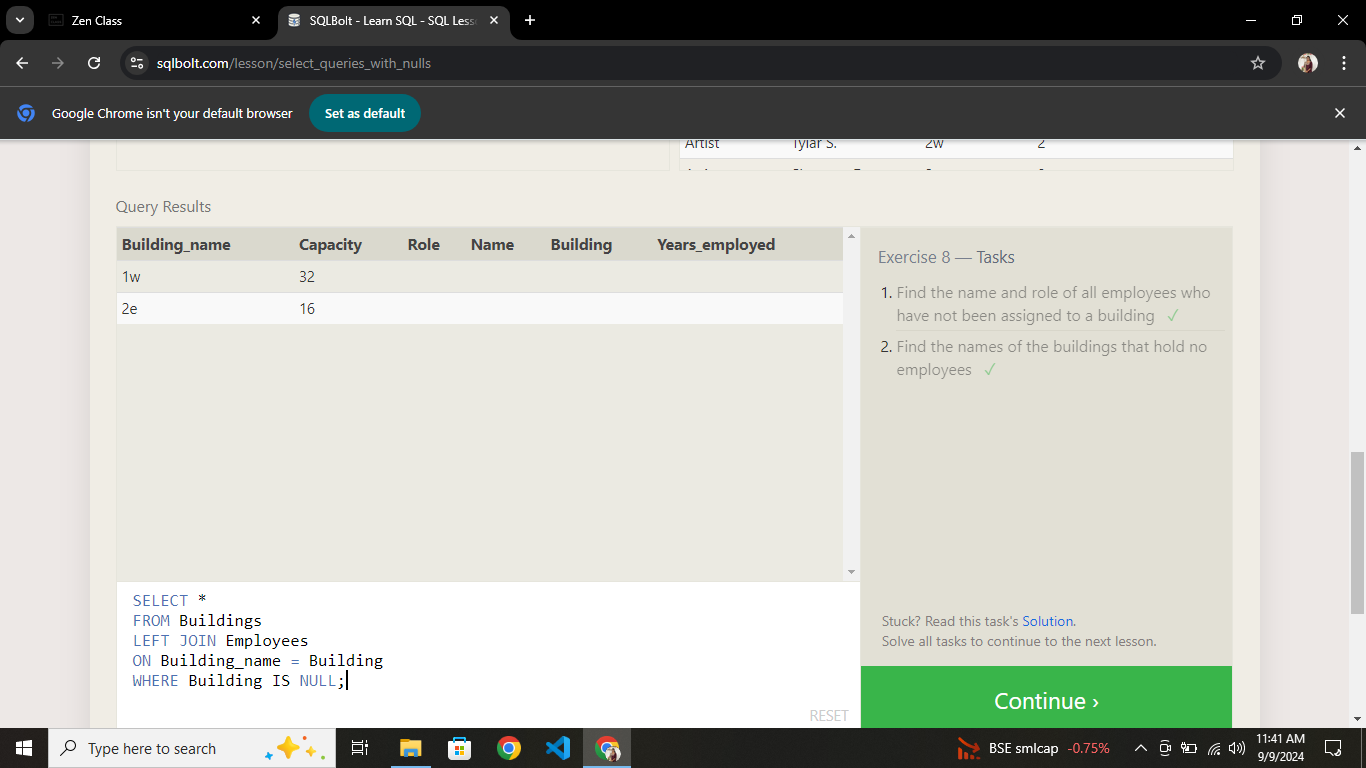 Zen Class
SQLBolt - Learn SQL - SQL Less
sqlbolt.com/lesson/select_queries_with_nulls
Google Chrome isn't your default browser
Set as default
Artist Tylar S. 2w 2
Query Results
Building_name Capacity Role Name Building Years_employed
1w 32
2e 16
Exercise 8 — Tasks
1. Find the name and role of all employees who
have not been assigned to a building ✓
2. Find the names of the buildings that hold no
employees ✓
SELECT *
FROM Buildings
LEFT JOIN Employees
ON Building_name = Building
WHERE Building IS NULL;
RESET
Stuck? Read this task's Solution.
Solve all tasks to continue to the next lesson.
Continue ›
Type here to search
BSE smlcap -0.75%
11:41 AM
9/9/2024